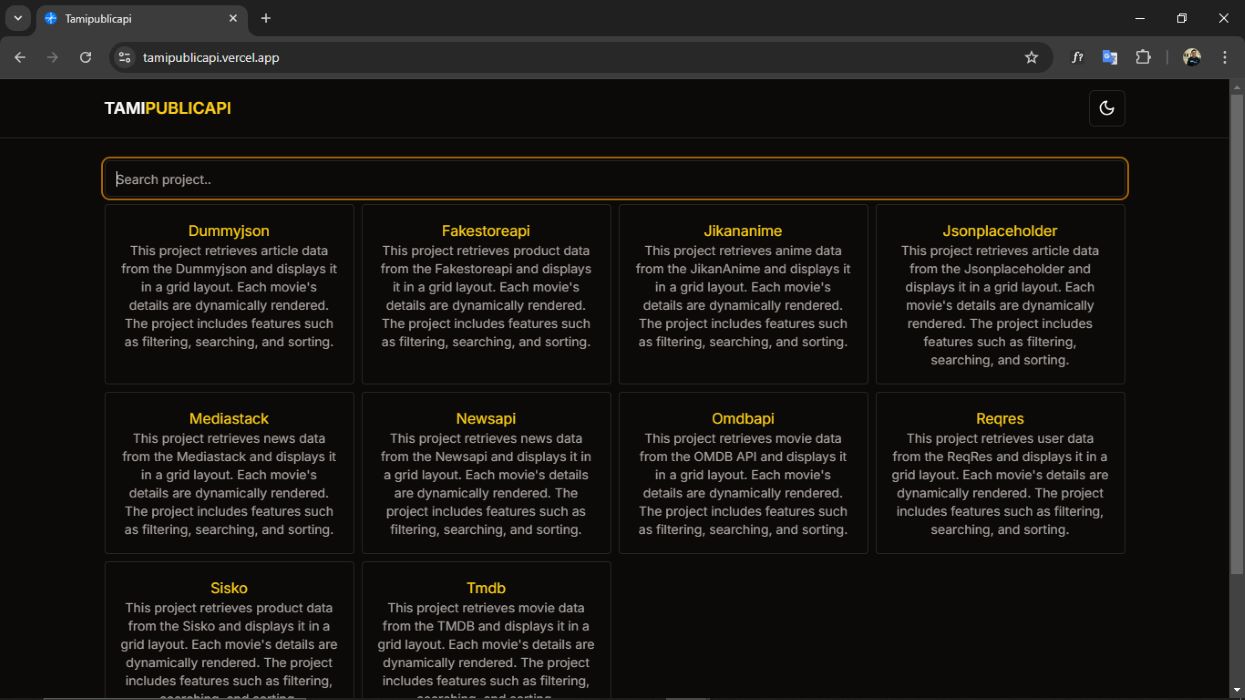 Tamipublicapi
tamipublicapi.vercel.app
f?
TAMIPUBLICAPI
Search project..
Dummyjson
This project retrieves article data
from the Dummyjson and displays it
in a grid layout. Each movie's
details are dynamically rendered.
The project includes features such
as filtering, searching, and sorting.
Fakestoreapi
This project retrieves product data
from the Fakestoreapi and displays
it in a grid layout. Each movie's
details are dynamically rendered.
The project includes features such
as filtering, searching, and sorting.
Jikananime
This project retrieves anime data
from the JikanAnime and displays it
in a grid layout. Each movie's
details are dynamically rendered.
The project includes features such
as filtering, searching, and sorting.
Jsonplaceholder
This project retrieves article data
from the Jsonplaceholder and
displays it in a grid layout. Each
movie's details are dynamically
rendered. The project includes
features such as filtering,
searching, and sorting.
Mediastack
This project retrieves news data
from the Mediastack and displays it
in a grid layout. Each movie's
details are dynamically rendered.
The project includes features such
as filtering, searching, and sorting.
Newsapi
This project retrieves news data
from the Newsapi and displays it in
a grid layout. Each movie's details
are dynamically rendered. The
project includes features such as
filtering, searching, and sorting.
Omdbapi
This project retrieves movie data
from the OMDB API and displays it
in a grid layout. Each movie's
details are dynamically rendered.
The project includes features such
as filtering, searching, and sorting.
Reqres
This project retrieves user data
from the ReqRes and displays it in a
grid layout. Each movie's details are
dynamically rendered. The project
includes features such as filtering,
searching, and sorting.
Sisko
This project retrieves product data
from the Sisko and displays it in a
grid layout. Each movie's details are
dynamically rendered. The project
includes features such as filtering,
searching, and sorting.
Tmdb
This project retrieves movie data
from the TMDB and displays it in a
grid layout. Each movie's details are
dynamically rendered. The project
includes features such as filtering,
searching, and sorting.